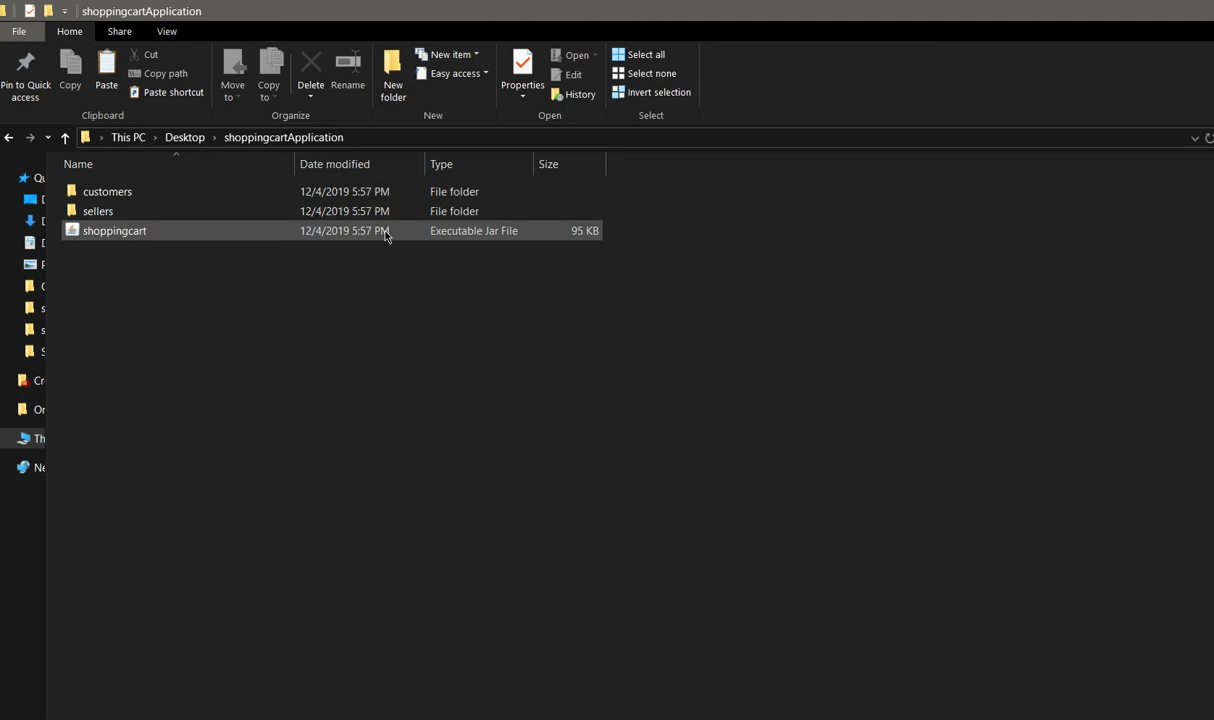 shoppingcartApplication
File Home Share View
Pin to Quick access
Copy
Paste
Cut
Copy path
Paste shortcut
Clipboard
Move to
Copy to
Delete
Rename
Organize
New folder
New item
Easy access
New
Properties
Open
Edit
History
Open
Select all
Select none
Invert selection
Select
This PC › Desktop › shoppingcartApplication
Name Date modified Type Size
customers 12/4/2019 5:57 PM File folder
sellers 12/4/2019 5:57 PM File folder
shoppingcart 12/4/2019 5:57 PM Executable Jar File 95 KB